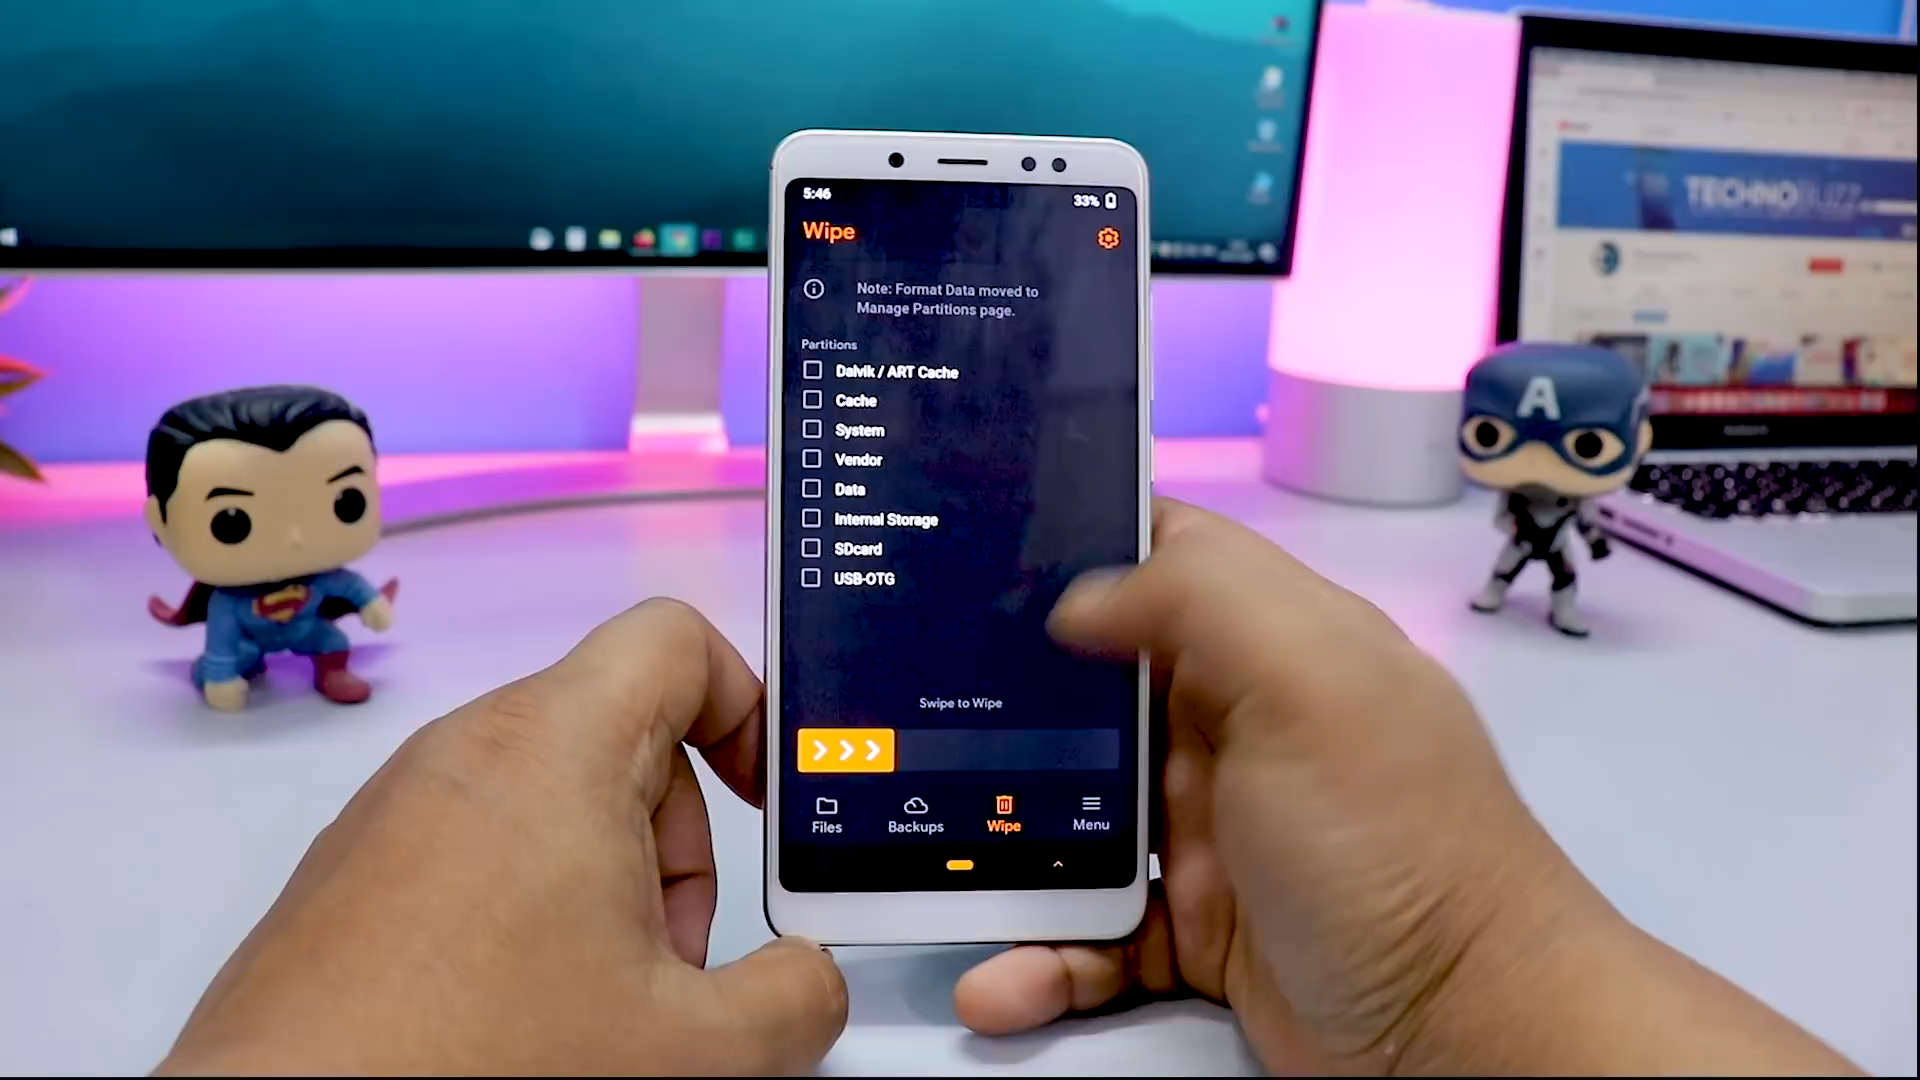 TECHNOBUZZ
5:46
33%
Wipe
Note: Format Data moved to
Manage Partitions page.
Partitions
Dalvik / ART Cache
Cache
System
Vendor
Data
Internal Storage
SDcard
USB-OTG
Swipe to Wipe
Files
Backups
Wipe
Menu
A